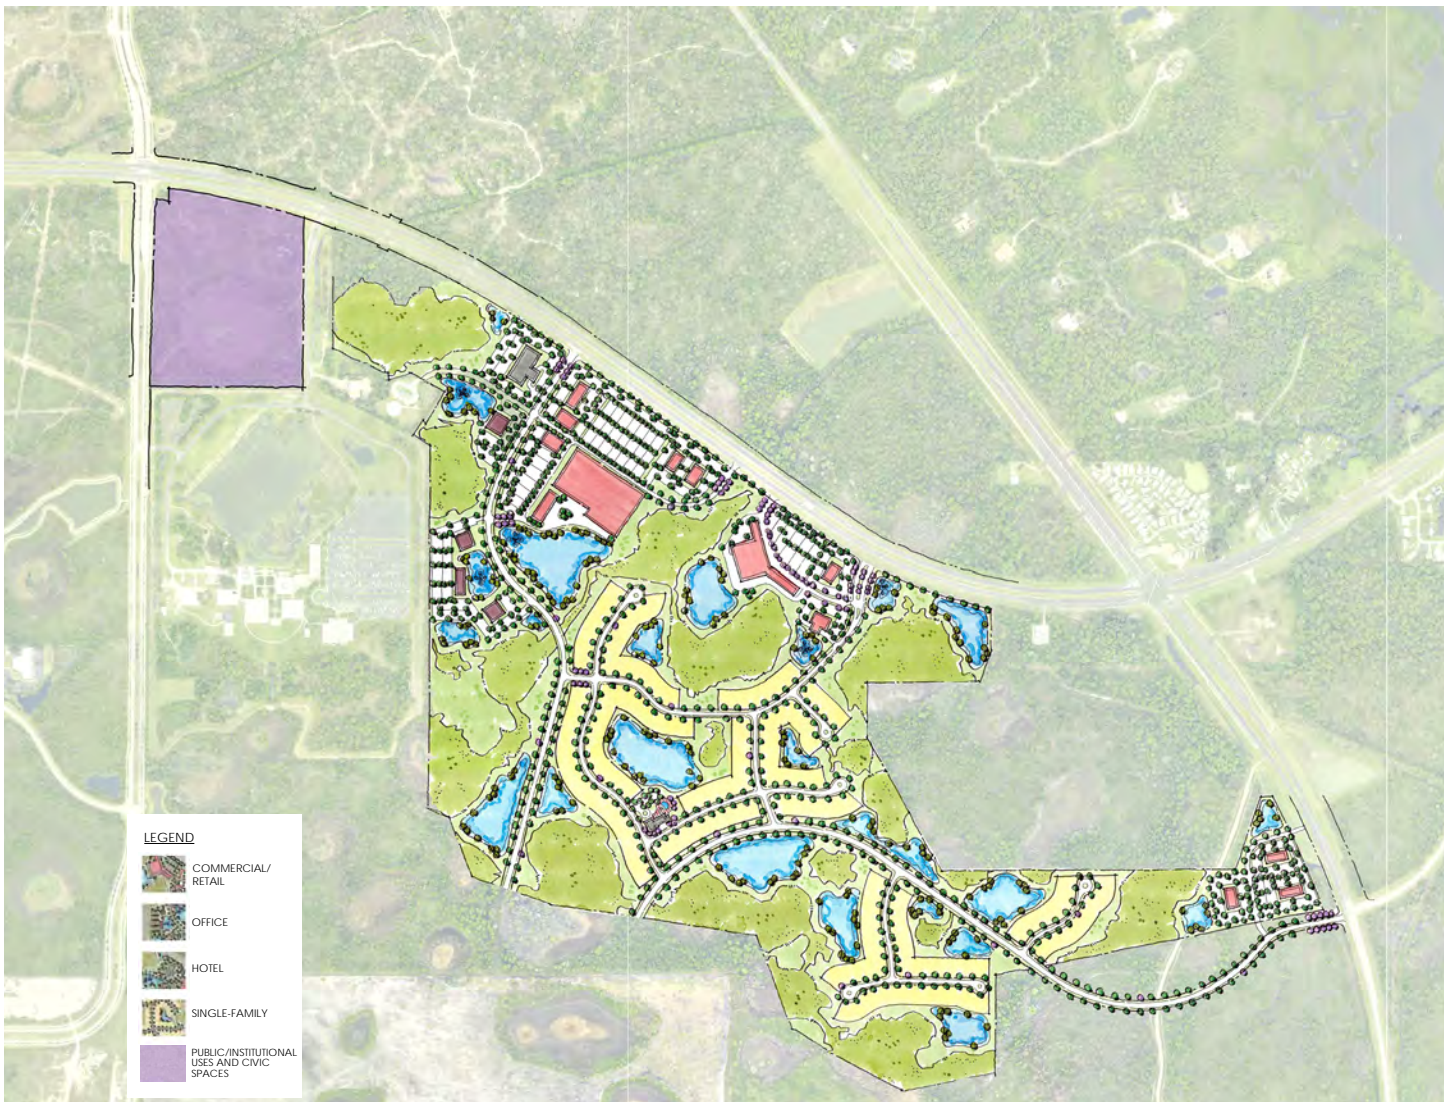 LEGEND
COMMERCIAL/
RETAIL
OFFICE
HOTEL
SINGLE-FAMILY
PUBLIC/INSTITUTIONAL
USES AND CIVIC
SPACES